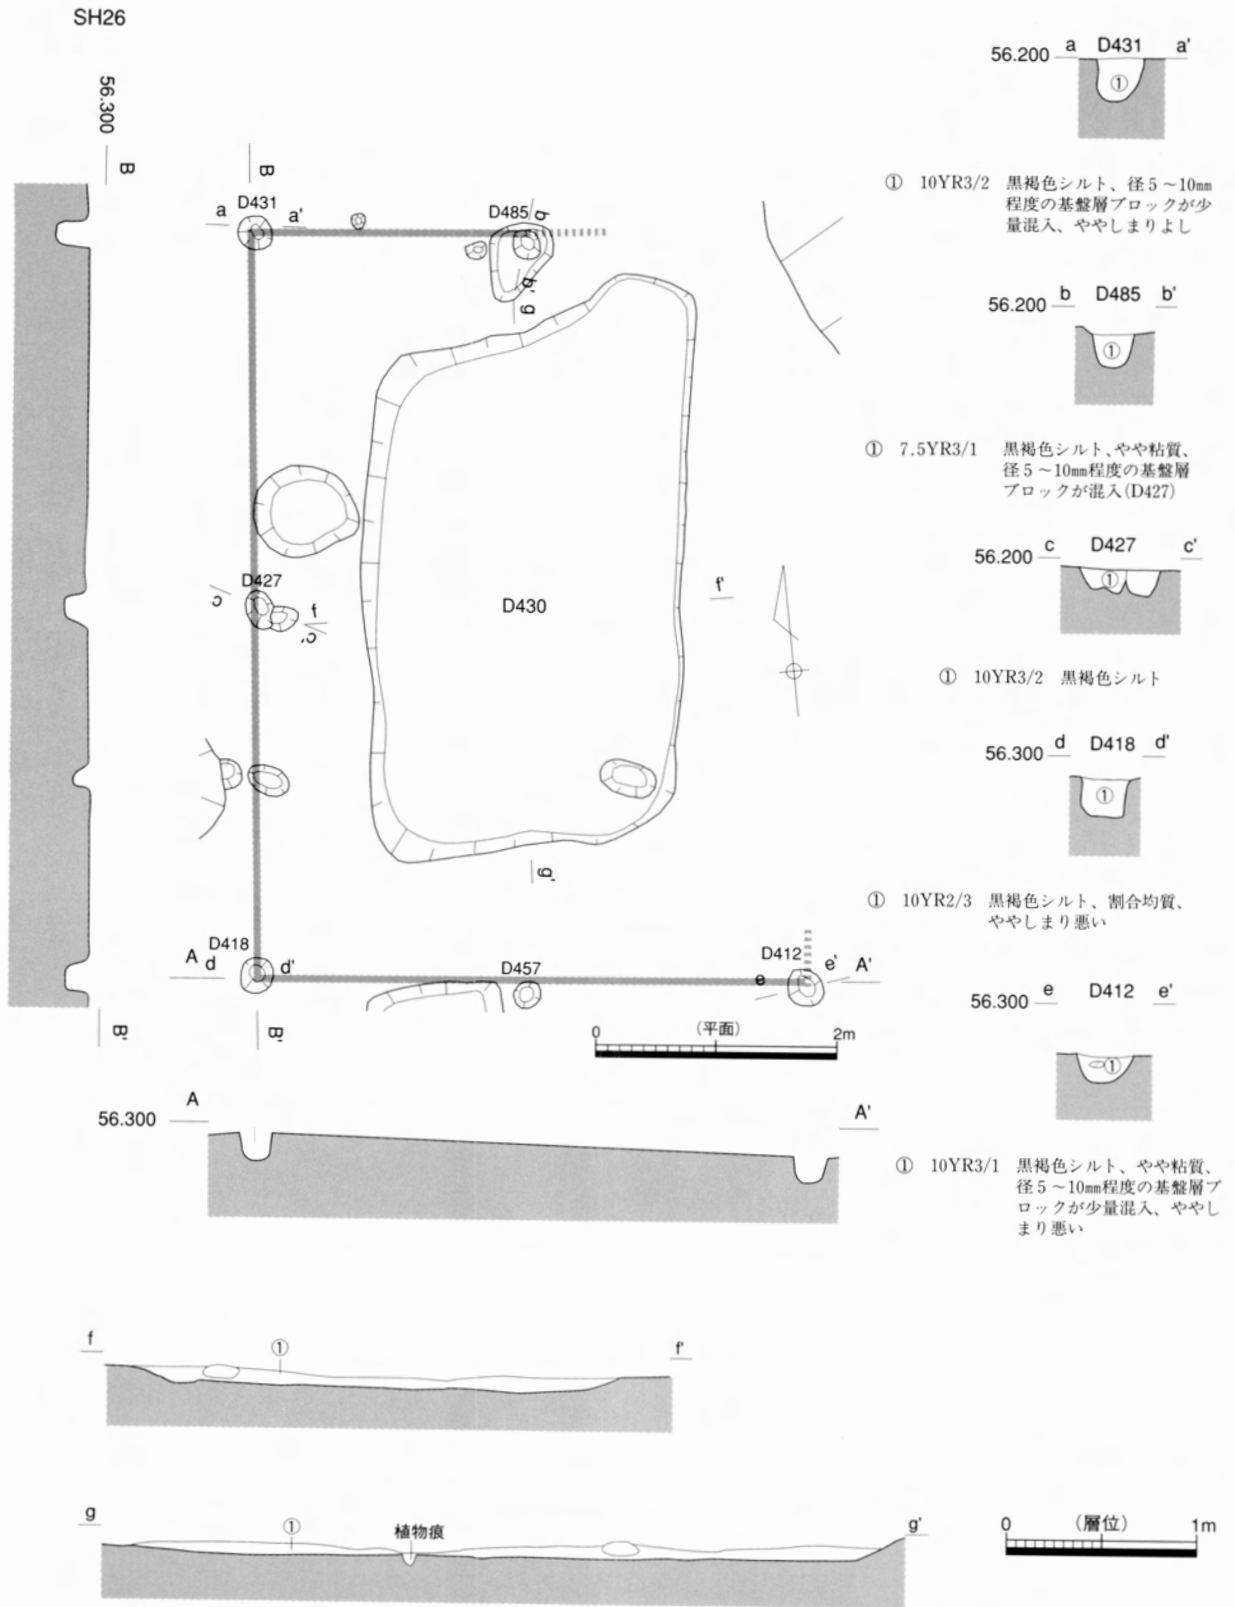 SH26
56.300
B
B
D431
a
a'
D485
b
b'
g
D427
c
c'
f
f'
D430
g'
A
D418
d
d'
D457
D412
e
e'
A'
B'
B'
0
(平面)
2m
56.300
A
A'
56.200 a D431 a'
①
① 10YR3/2 黒褐色シルト、径5～10㎜
程度の基盤層ブロックが少
量混入、ややしまりよし
56.200 b D485 b'
①
① 7.5YR3/1 黒褐色シルト、やや粘質、
径5～10㎜程度の基盤層
ブロックが混入(D427)
56.200 c D427 c'
①
① 10YR3/2 黒褐色シルト
56.300 d D418 d'
①
① 10YR2/3 黒褐色シルト、割合均質、
ややしまり悪い
56.300 e D412 e'
①
① 10YR3/1 黒褐色シルト、やや粘質、
径5～10㎜程度の基盤層ブ
ロックが少量混入、ややし
まり悪い
f
①
f'
g
①
植物痕
g'
0
(層位)
1m